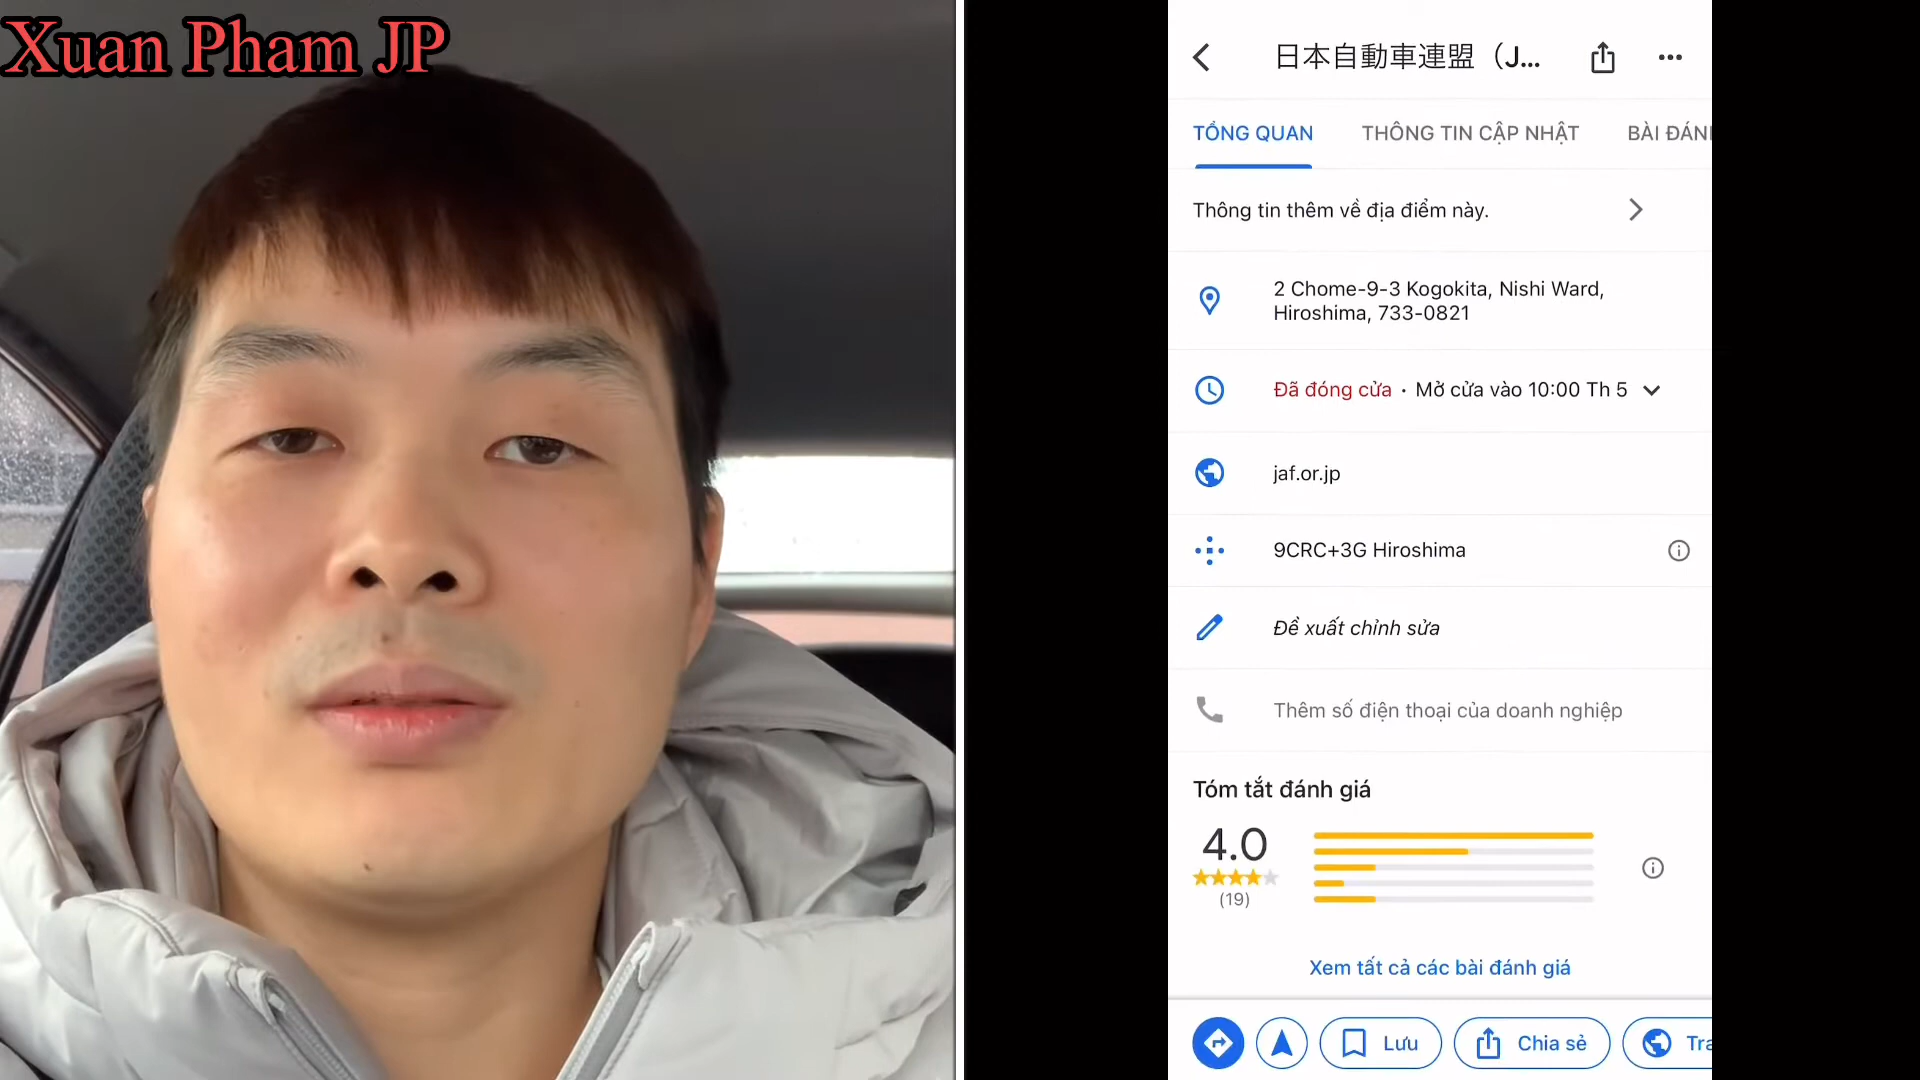 Xuan Pham JP
日本自動車連盟（J...
TỔNG QUAN
THÔNG TIN CẬP NHẬT
BÀI ĐÁN
Thông tin thêm về địa điểm này.
2 Chome-9-3 Kogokita, Nishi Ward,
Hiroshima, 733-0821
Đã đóng cửa · Mở cửa vào 10:00 Th 5
jaf.or.jp
9CRC+3G Hiroshima
Đề xuất chỉnh sửa
Thêm số điện thoại của doanh nghiệp
Tóm tắt đánh giá
4.0
(19)
Xem tất cả các bài đánh giá
Lưu
Chia sẻ